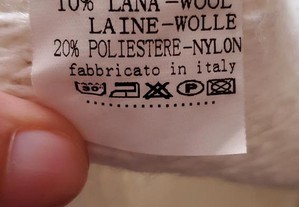 10% LANA-WOOL
LAINE-WOLLE
20% POLIESTERE-NYLON
fabbricato in italy